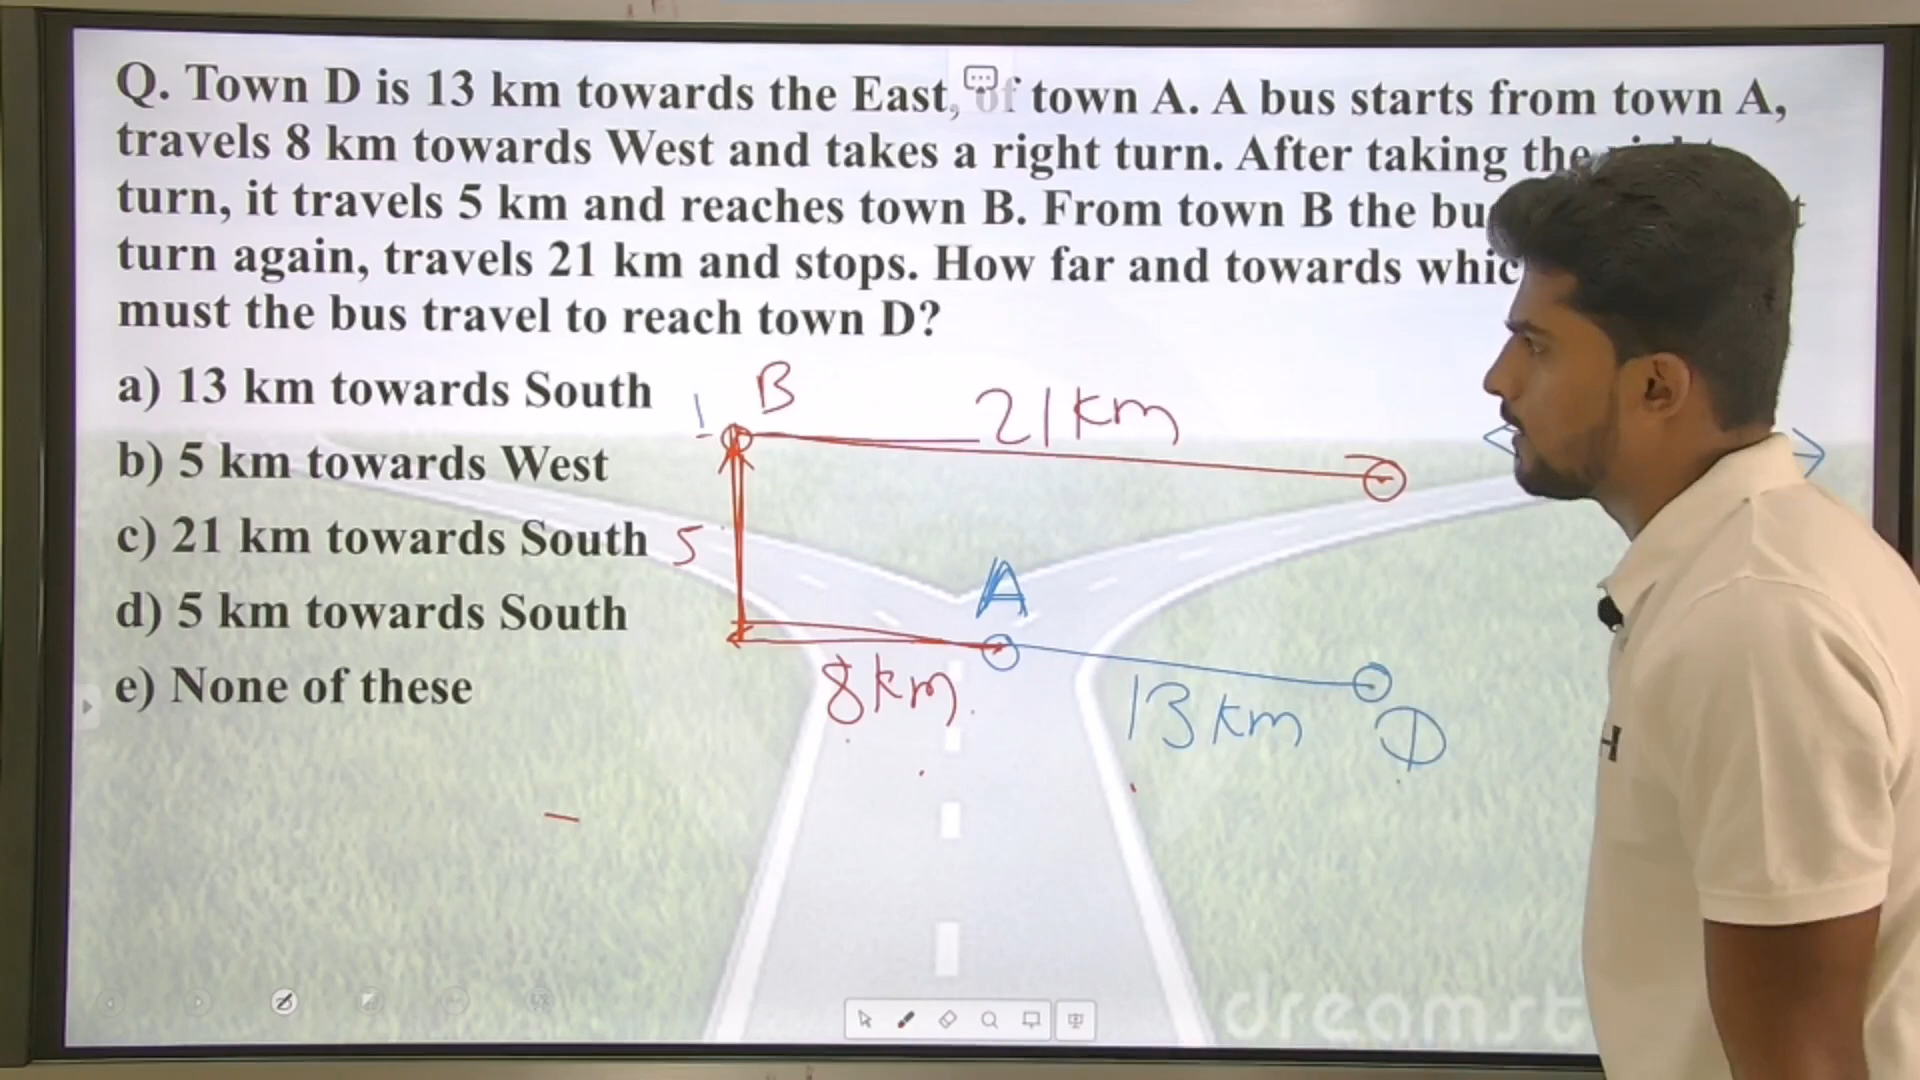 Q. Town D is 13 km towards the East, of town A. A bus starts from town A,
travels 8 km towards West and takes a right turn. After taking the
turn, it travels 5 km and reaches town B. From town B the
turn again, travels 21 km and stops. How far and towards
must the bus travel to reach town D?
a) 13 km towards South
b) 5 km towards West
c) 21 km towards South
d) 5 km towards South
e) None of these
B
21 km
5
A
8 km
13 km
D
H
dreamst